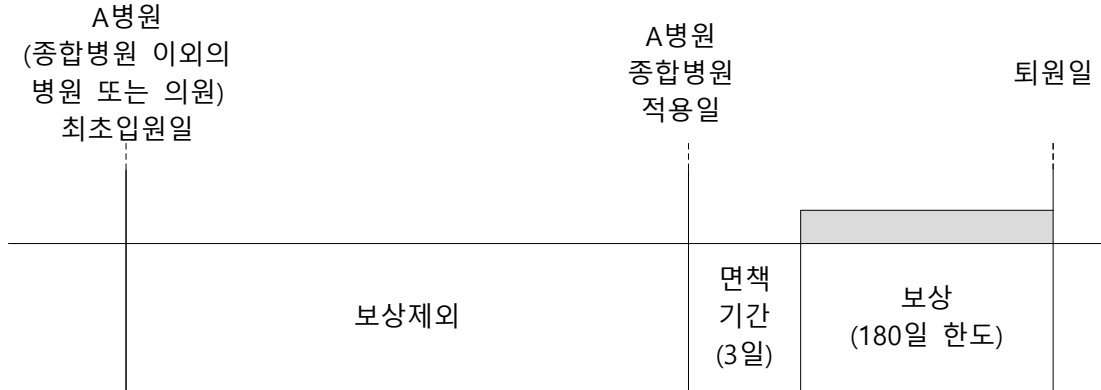 A병원
(종합병원 이외의
병원 또는 의원)
최초입원일
A병원
종합병원
적용일
퇴원일
보상제외
면책
기간
(3일)
보상
(180일 한도)